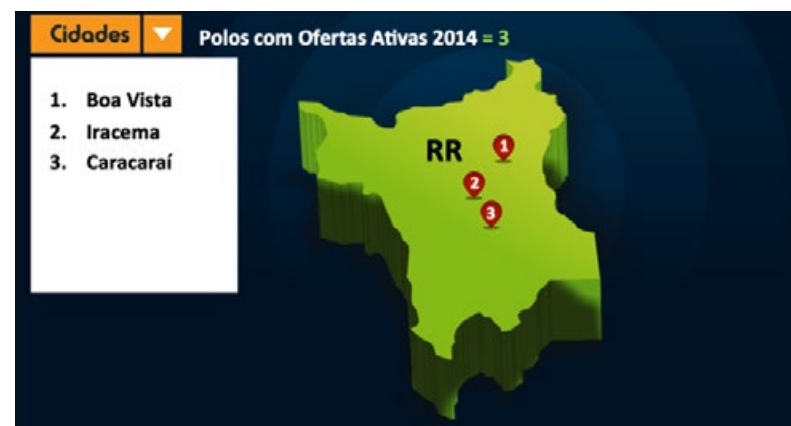 Cidades
Polos com Ofertas Ativas 2014 = 3
1. Boa Vista
2. Iracema
3. Caracaraí
RR
1
2
3